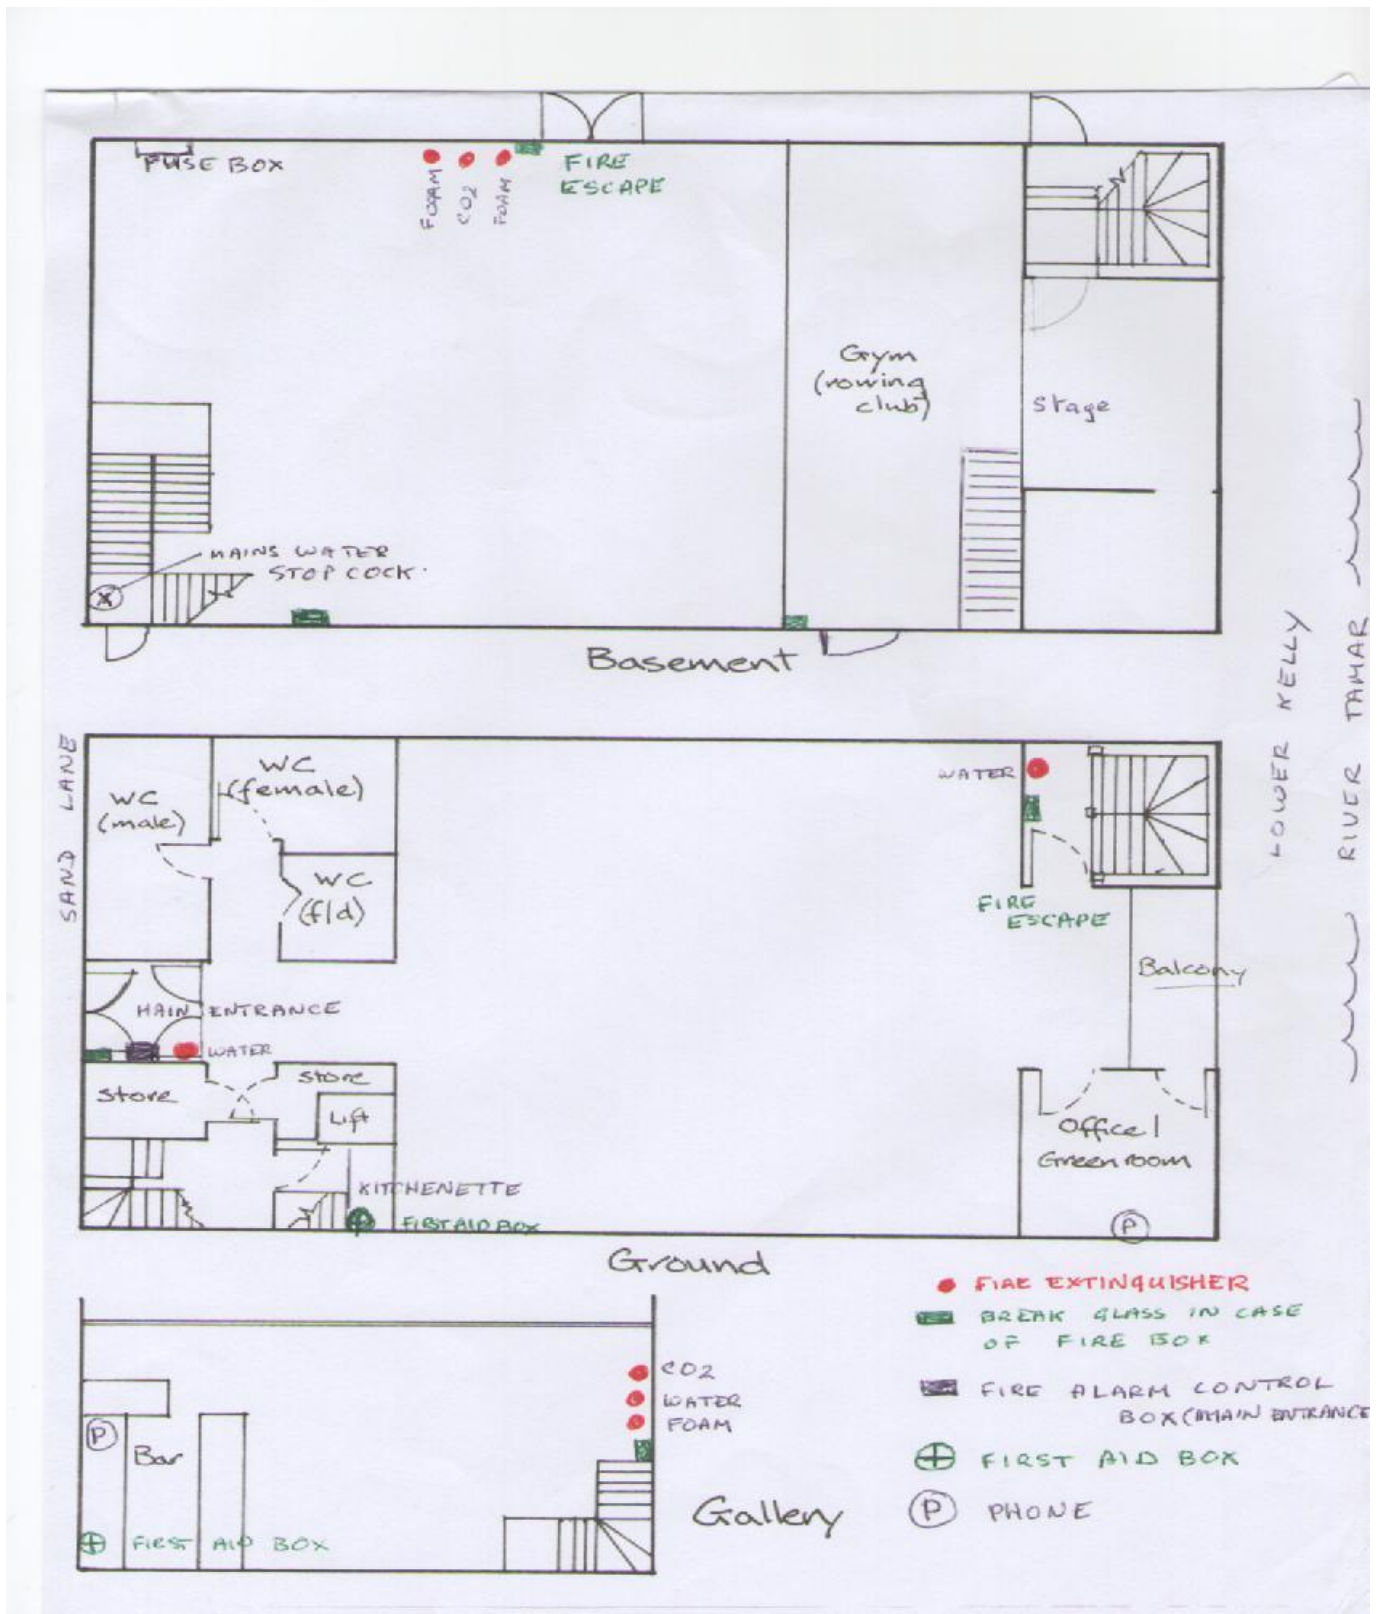 FUSE BOX
FOAM
CO2
FOAM
FIRE
ESCAPE
Gym
(rowing
club)
Stage
MAINS WATER
STOP COCK.
X
Basement
LOWER KELLY
RIVER TAMAR
SAND LANE
WC
(male)
WC
(female)
WC
(f/d)
WATER
FIRE
ESCAPE
Balcony
MAIN ENTRANCE
WATER
Store
Store
Lift
KITCHENETTE
FIRST AID BOX
Office/
Green room
P
Ground
FIRE EXTINQUISHER
BREAK GLASS IN CASE
OF FIRE BOX
FIRE ALARM CONTROL
BOX (MAIN ENTRANCE
FIRST AID BOX
P PHONE
CO2
WATER
FOAM
P
Bar
FIRST AID BOX
Gallery